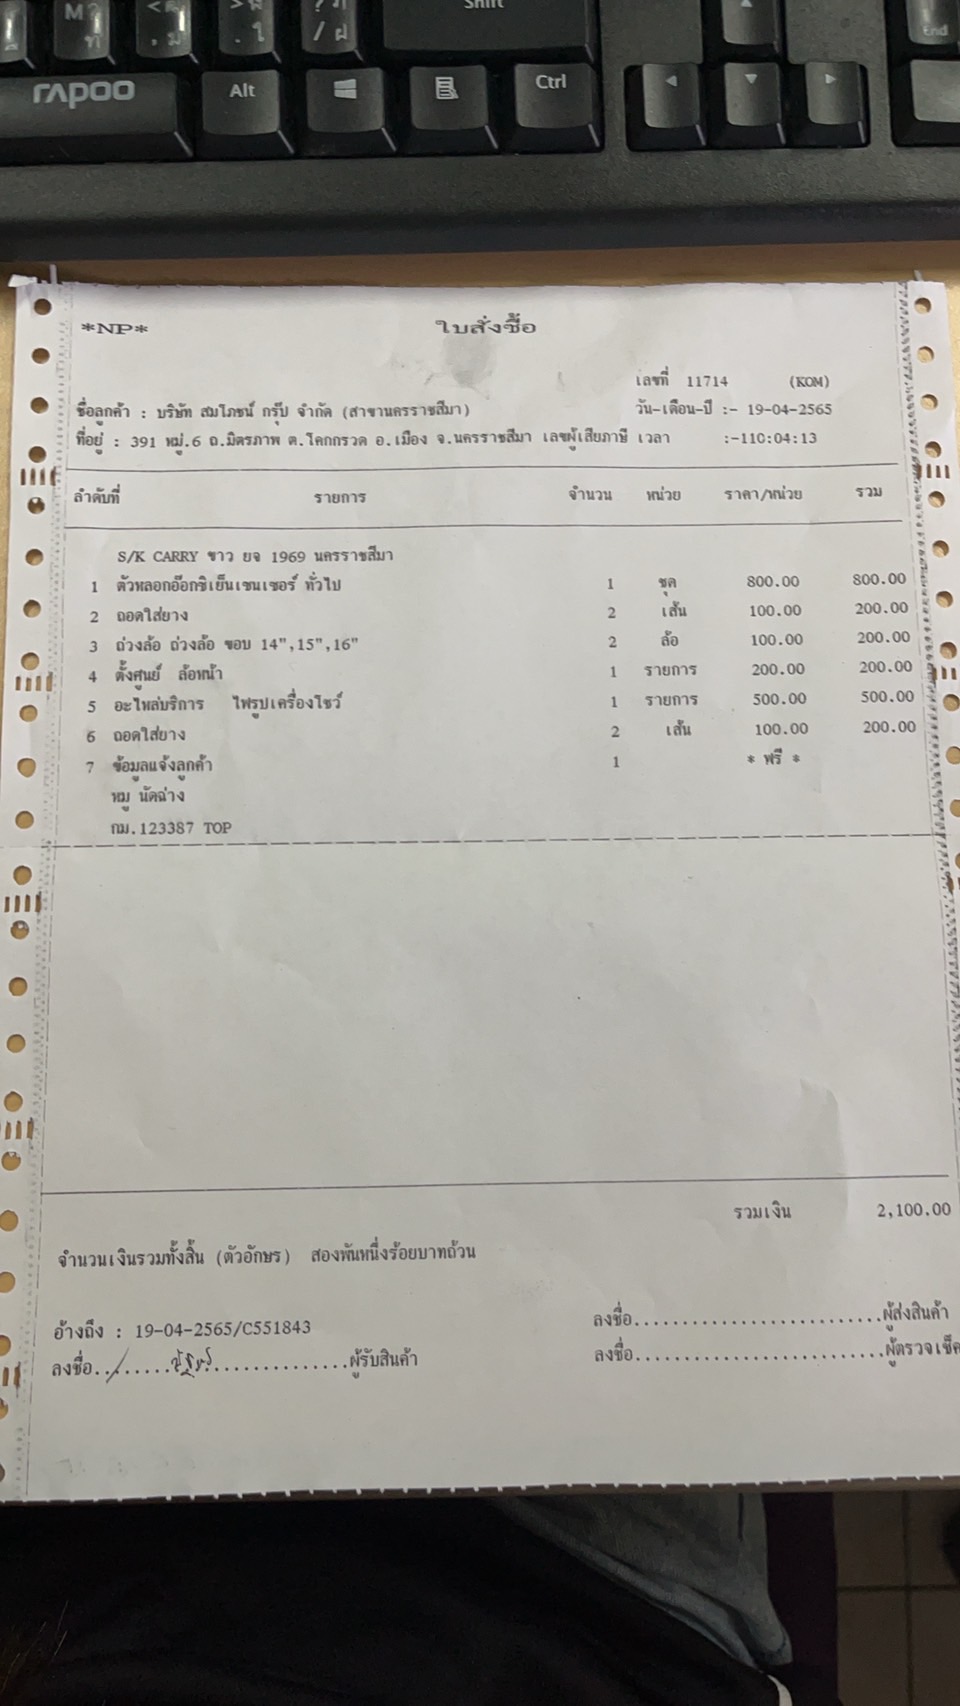 Shift
M ?
rapoo
Alt
Ctrl
End
*NP* ใบสั่งซื้อ
เลขที่ 11714 (KOM)
ชื่อลูกค้า : บริษัท สมโภชน์ กรุ๊ป จำกัด (สาขานครราชสีมา) วัน-เดือน-ปี :- 19-04-2565
ที่อยู่ : 391 หมู่.6 ถ.มิตรภาพ ต.โคกกรวด อ.เมือง จ.นครราชสีมา เลขผู้เสียภาษี เวลา :-110:04:13
ลำดับที่ รายการ จำนวน หน่วย ราคา/หน่วย รวม
S/K CARRY ขาว ยจ 1969 นครราชสีมา
1 ตัวหลอกอ๊อกซิเย็นเซนเซอร์ ทั่วไป 1 ชุด 800.00 800.00
2 ถอดใส่ยาง 2 เส้น 100.00 200.00
3 ถ่วงล้อ ถ่วงล้อ ขอบ 14",15",16" 2 ล้อ 100.00 200.00
4 ตั้งศูนย์ ล้อหน้า 1 รายการ 200.00 200.00
5 อะไหล่บริการ ไฟรูปเครื่องโชว์ 1 รายการ 500.00 500.00
6 ถอดใส่ยาง 2 เส้น 100.00 200.00
7 ข้อมูลแจ้งลูกค้า 1 * ฟรี *
หมู นัดฉ่าง
กม.123387 TOP
รวมเงิน 2,100.00
จำนวนเงินรวมทั้งสิ้น (ตัวอักษร) สองพันหนึ่งร้อยบาทถ้วน
อ้างถึง : 19-04-2565/C551843 ลงชื่อ...........................ผู้ส่งสินค้า
ลงชื่อ...........................ผู้รับสินค้า ลงชื่อ...........................ผู้ตรวจเช็ค